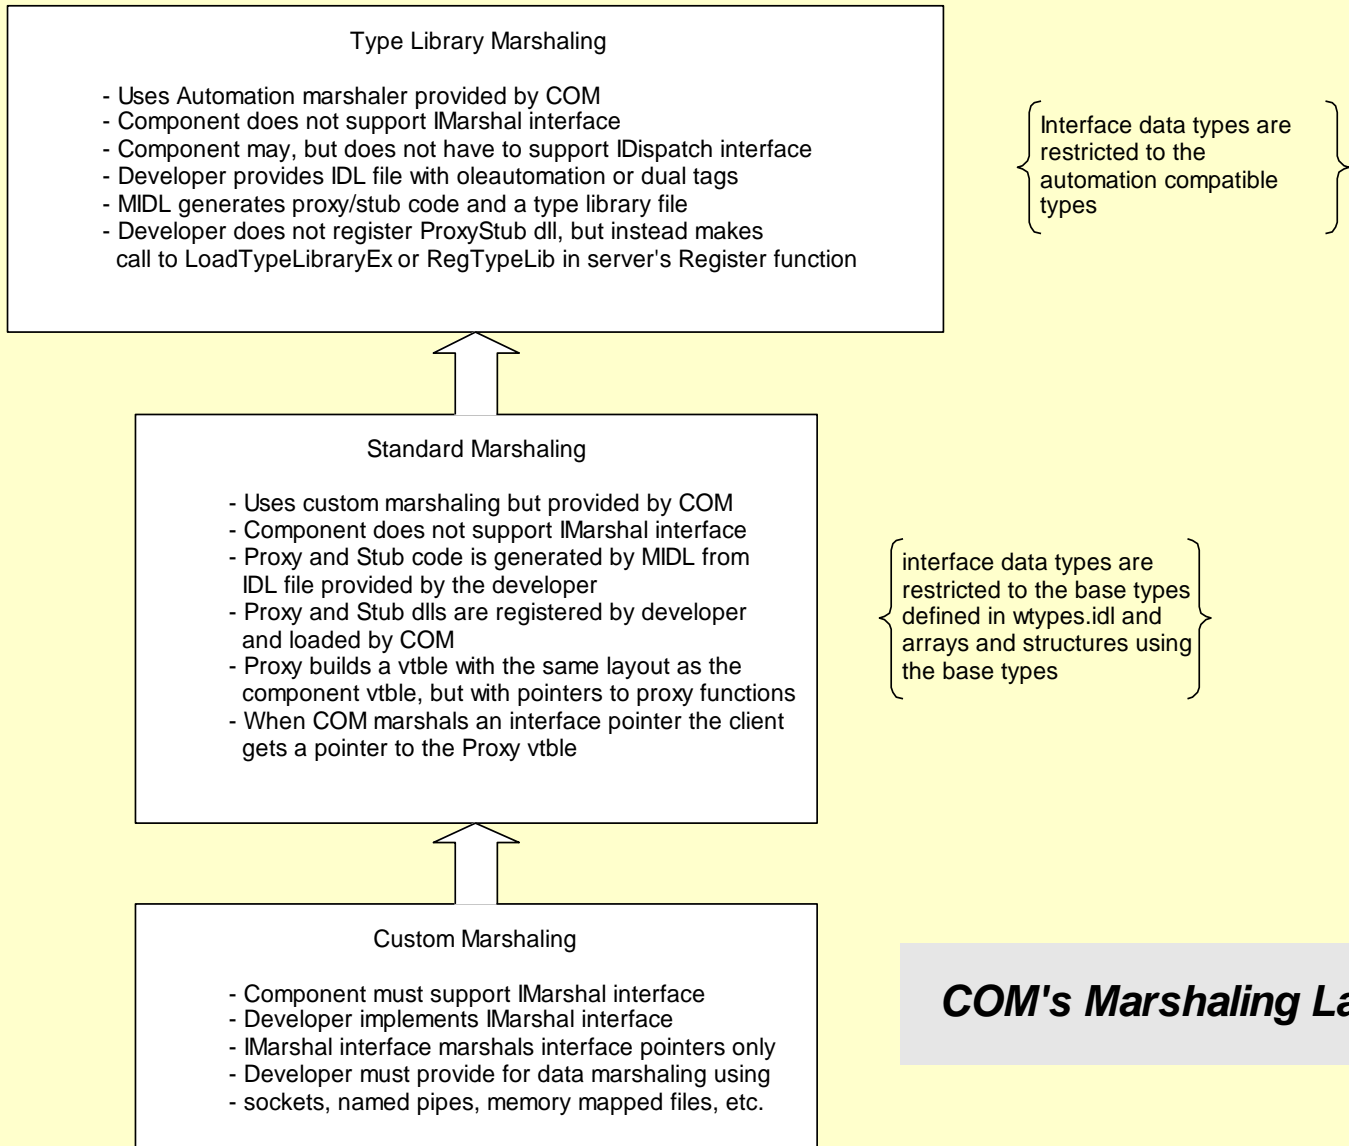 Type Library Marshaling
- Uses Automation marshaler provided by COM
- Component does not support IMarshal interface
- Component may, but does not have to support IDispatch interface
- Developer provides IDL file with oleautomation or dual tags
- MIDL generates proxy/stub code and a type library file
- Developer does not register ProxyStub dll, but instead makes
call to LoadTypeLibraryEx or RegTypeLib in server's Register function
Interface data types are
restricted to the
automation compatible
types
Standard Marshaling
- Uses custom marshaling but provided by COM
- Component does not support IMarshal interface
- Proxy and Stub code is generated by MIDL from
IDL file provided by the developer
- Proxy and Stub dlls are registered by developer
and loaded by COM
- Proxy builds a vtble with the same layout as the
component vtble, but with pointers to proxy functions
- When COM marshals an interface pointer the client
gets a pointer to the Proxy vtble
interface data types are
restricted to the base types
defined in wtypes.idl and
arrays and structures using
the base types
Custom Marshaling
- Component must support IMarshal interface
- Developer implements IMarshal interface
- IMarshal interface marshals interface pointers only
- Developer must provide for data marshaling using
- sockets, named pipes, memory mapped files, etc.
COM's Marshaling